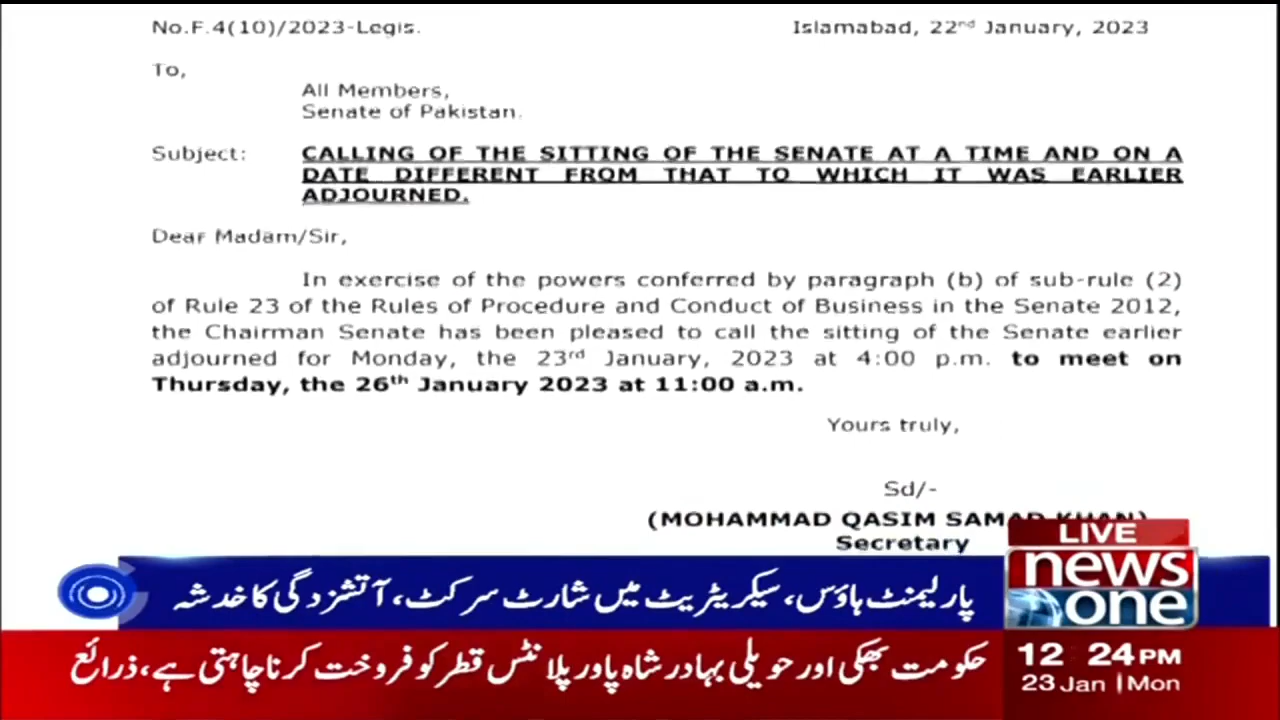 No.F.4(10)/2023-Legis.
Islamabad, 22nd January, 2023
To,
All Members,
Senate of Pakistan.
Subject: CALLING OF THE SITTING OF THE SENATE AT A TIME AND ON A
DATE DIFFERENT FROM THAT TO WHICH IT WAS EARLIER
ADJOURNED.
Dear Madam/Sir,
In exercise of the powers conferred by paragraph (b) of sub-rule (2)
of Rule 23 of the Rules of Procedure and Conduct of Business in the Senate 2012,
the Chairman Senate has been pleased to call the sitting of the Senate earlier
adjourned for Monday, the 23rd January, 2023 at 4:00 p.m. to meet on
Thursday, the 26th January 2023 at 11:00 a.m.
Yours truly,
Sd/-
(MOHAMMAD QASIM SAMAD KHAN)
Secretary
LIVE
news
one
پارلیمنٹ ہاؤس، سیکریٹریٹ میں شارٹ سرکٹ، آتشزدگی کا خدشہ
حکومت بھکی اور حویلی بہادر شاہ پاور پلانٹس قطر کو فروخت کرنا چاہتی ہے، ذرائع
12 24PM
23 Jan | Mon